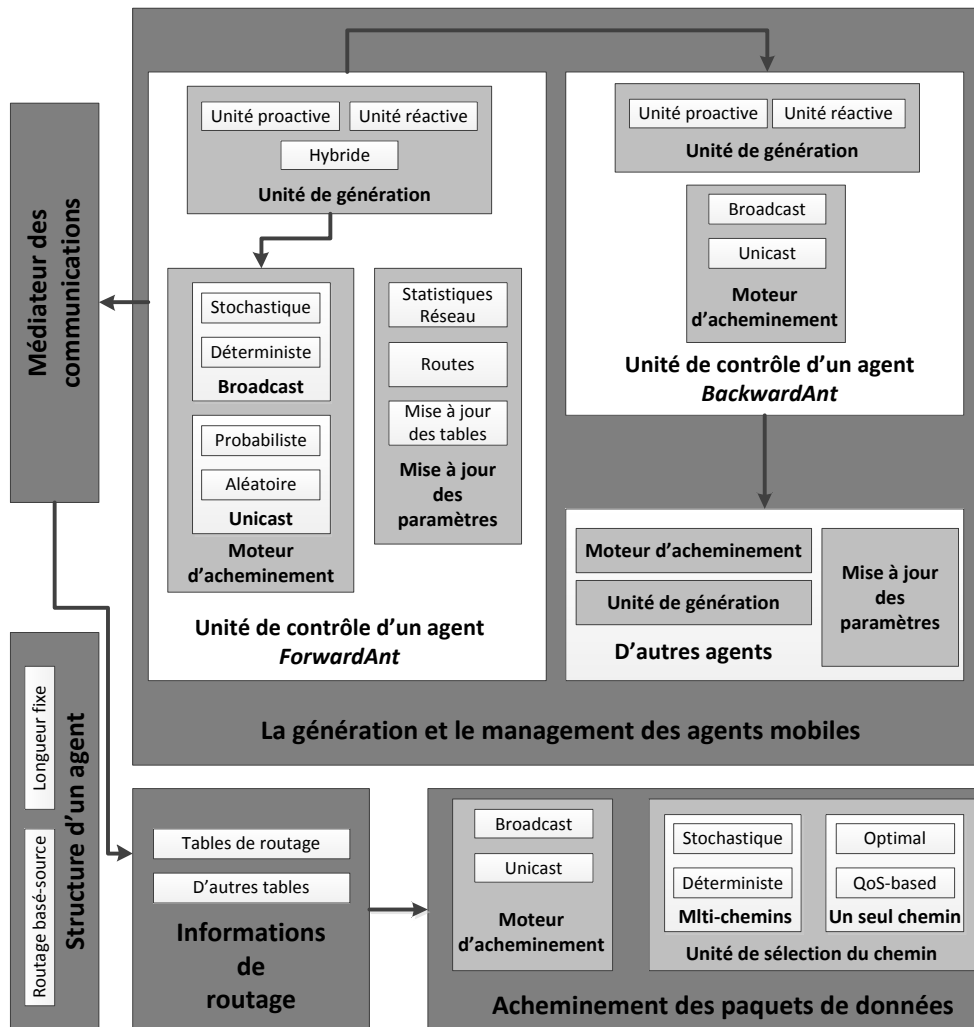 Médiateur des
communications
Unité proactive
Unité réactive
Hybride
Unité de génération
Stochastique
Déterministe
Broadcast
Probabiliste
Aléatoire
Unicast
Moteur
d'acheminement
Statistiques
Réseau
Routes
Mise à jour
des tables
Mise à jour
des
paramètres
Unité de contrôle d'un agent
ForwardAnt
Unité proactive
Unité réactive
Unité de génération
Broadcast
Unicast
Moteur
d'acheminement
Unité de contrôle d'un agent
BackwardAnt
Moteur d'acheminement
Unité de génération
D'autres agents
Mise à jour
des
paramètres
La génération et le management des agents mobiles
Longueur fixe
Routage basé-source
Structure d'un agent
Tables de routage
D'autres tables
Informations
de
routage
Broadcast
Unicast
Moteur
d'acheminement
Stochastique
Déterministe
Mlti-chemins
Optimal
QoS-based
Un seul chemin
Unité de sélection du chemin
Acheminement des paquets de données